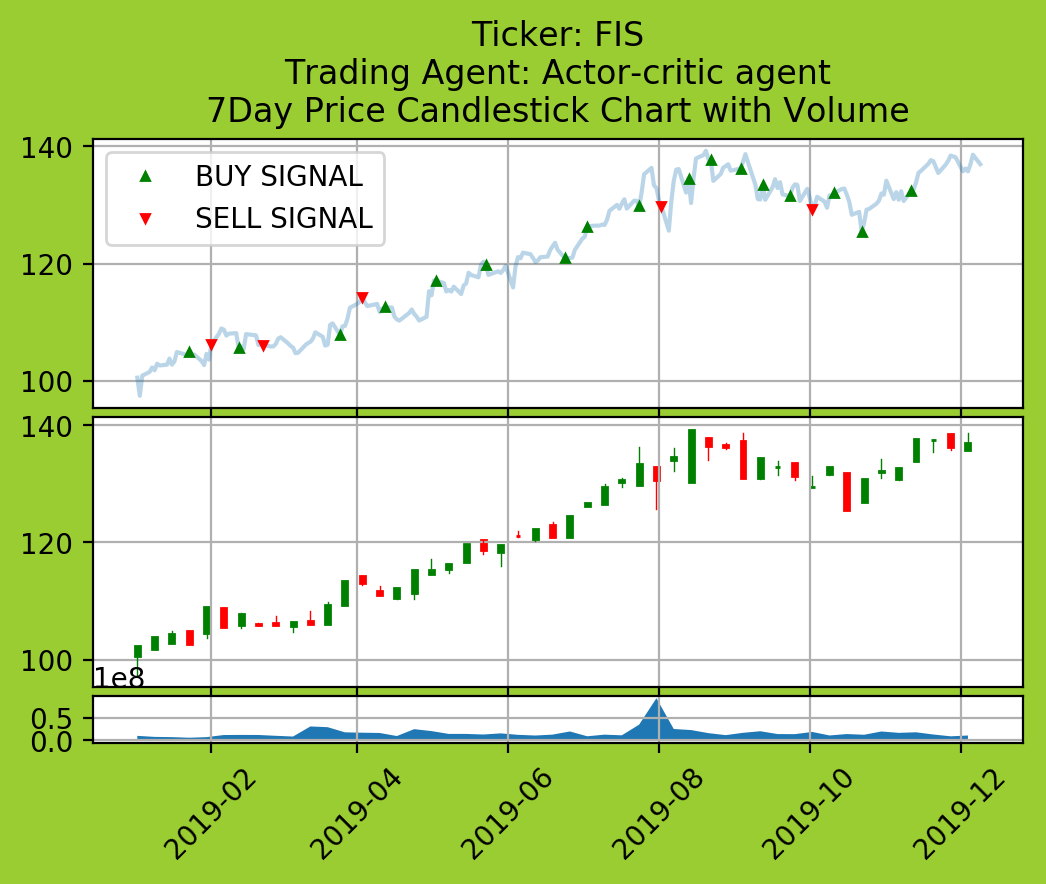 Ticker: FIS
Trading Agent: Actor-critic agent
7Day Price Candlestick Chart with Volume
140
120
100
BUY SIGNAL
SELL SIGNAL
140
120
100
1e8
0.5
0.0
2019-02
2019-04
2019-06
2019-08
2019-10
2019-12